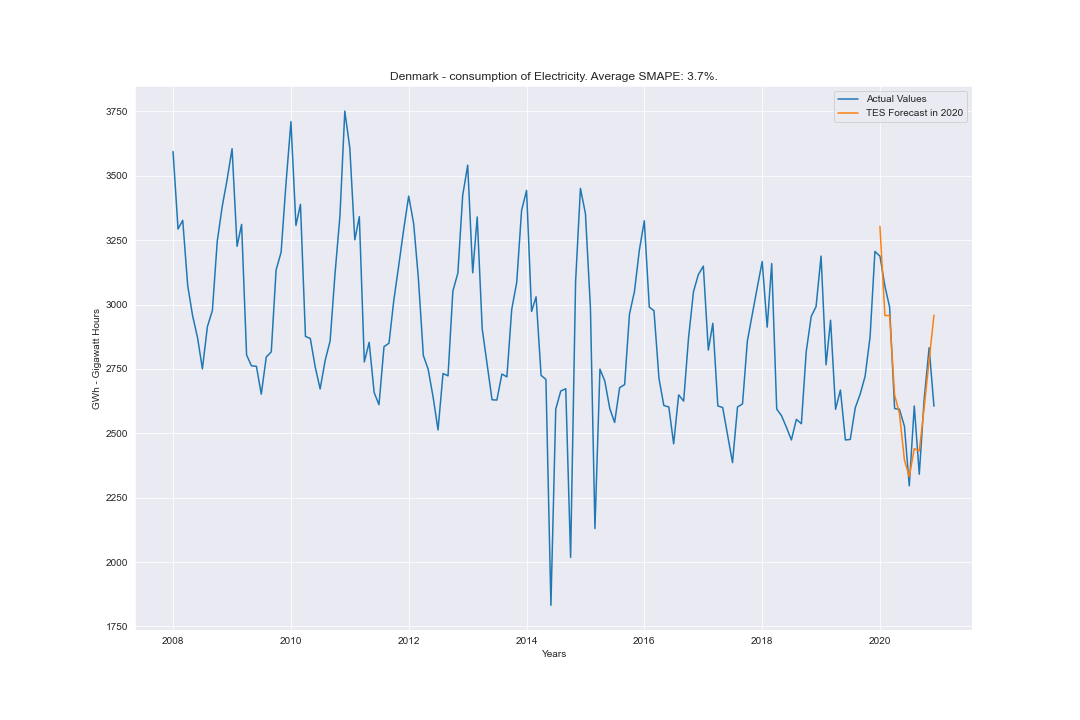 Denmark - consumption of Electricity. Average SMAPE: 3.7%.
Actual Values
TES Forecast in 2020
3750
3500
3250
3000
2750
2500
2250
2000
1750
GWh - Gigawatt Hours
2008 2010 2012 2014 2016 2018 2020
Years